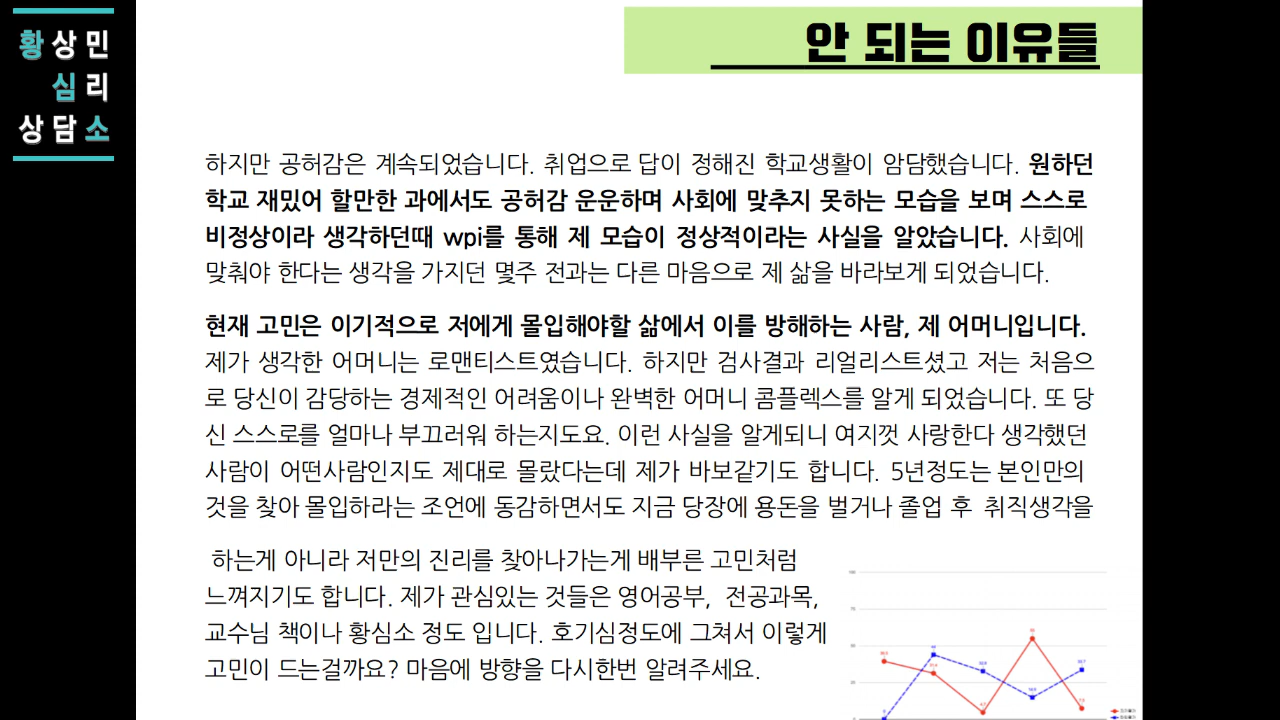 황상민
심리
상담소
안 되는 이유들
하지만 공허감은 계속되었습니다. 취업으로 답이 정해진 학교생활이 암담했습니다. 원하던
학교 재밌어 할만한 과에서도 공허감 운운하며 사회에 맞추지 못하는 모습을 보며 스스로
비정상이라 생각하던때 wpi를 통해 제 모습이 정상적이라는 사실을 알았습니다. 사회에
맞춰야 한다는 생각을 가지던 몇주 전과는 다른 마음으로 제 삶을 바라보게 되었습니다.
현재 고민은 이기적으로 저에게 몰입해야할 삶에서 이를 방해하는 사람, 제 어머니입니다.
제가 생각한 어머니는 로맨티스트였습니다. 하지만 검사결과 리얼리스트셨고 저는 처음으
로 당신이 감당하는 경제적인 어려움이나 완벽한 어머니 콤플렉스를 알게 되었습니다. 또 당
신 스스로를 얼마나 부끄러워 하는지도요. 이런 사실을 알게되니 여지껏 사랑한다 생각했던
사람이 어떤사람인지도 제대로 몰랐다는데 제가 바보같기도 합니다. 5년정도는 본인만의
것을 찾아 몰입하라는 조언에 동감하면서도 지금 당장에 용돈을 벌거나 졸업 후 취직생각을
하는게 아니라 저만의 진리를 찾아나가는게 배부른 고민처럼
느껴지기도 합니다. 제가 관심있는 것들은 영어공부, 전공과목,
교수님 책이나 황심소 정도 입니다. 호기심정도에 그쳐서 이렇게
고민이 드는걸까요? 마음에 방향을 다시한번 알려주세요.